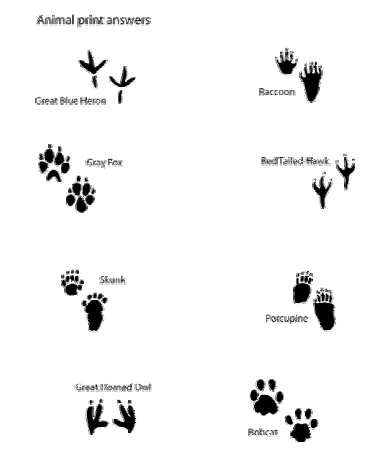 Animal print answers
Great Blue Heron
Raccoon
Gray Fox
Red Tailed Hawk
Skunk
Porcupine
Great Horned Owl
Bobcat